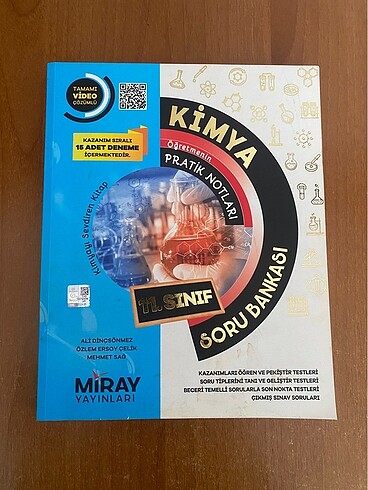 TAMAMI
VİDEO
ÇÖZÜMLÜ
KAZANIM SIRALI
15 ADET DENEME
İÇERMEKTEDİR.
KİMYA
Öğretmenin
PRATİK NOTLARI
Kimyayı Sevdiren Kitap
11. SINIF
SORU BANKASI
ALİ DİNÇSÖNMEZ
ÖZLEM ERSOY ÇELİK
MEHMET SAĞ
MİRAY
YAYINLARI
KAZANIMLARI ÖĞREN VE PEKİŞTİR TESTLERİ
SORU TİPLERİNİ TANI VE GELİŞTİR TESTLERİ
BECERİ TEMELLİ SORULARLA SON NOKTA TESTLERİ
ÇIKMIŞ SINAV SORULARI